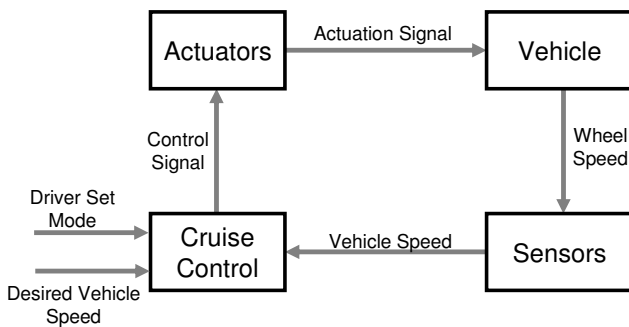 Actuators
Actuation Signal
Vehicle
Control
Signal
Wheel
Speed
Driver Set
Mode
Cruise
Control
Vehicle Speed
Sensors
Desired Vehicle
Speed